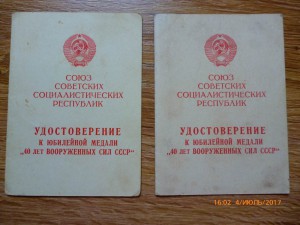 СОЮЗ
СОВЕТСКИХ
СОЦИАЛИСТИЧЕСКИХ
РЕСПУБЛИК
УДОСТОВЕРЕНИЕ
К ЮБИЛЕЙНОЙ МЕДАЛИ
„40 ЛЕТ ВООРУЖЕННЫХ СИЛ СССР"
СОЮЗ
СОВЕТСКИХ
СОЦИАЛИСТИЧЕСКИХ
РЕСПУБЛИК
УДОСТОВЕРЕНИЕ
К ЮБИЛЕЙНОЙ МЕДАЛИ
„40 ЛЕТ ВООРУЖЕННЫХ СИЛ СССР"
16:02 4/ИЮЛЬ/2017